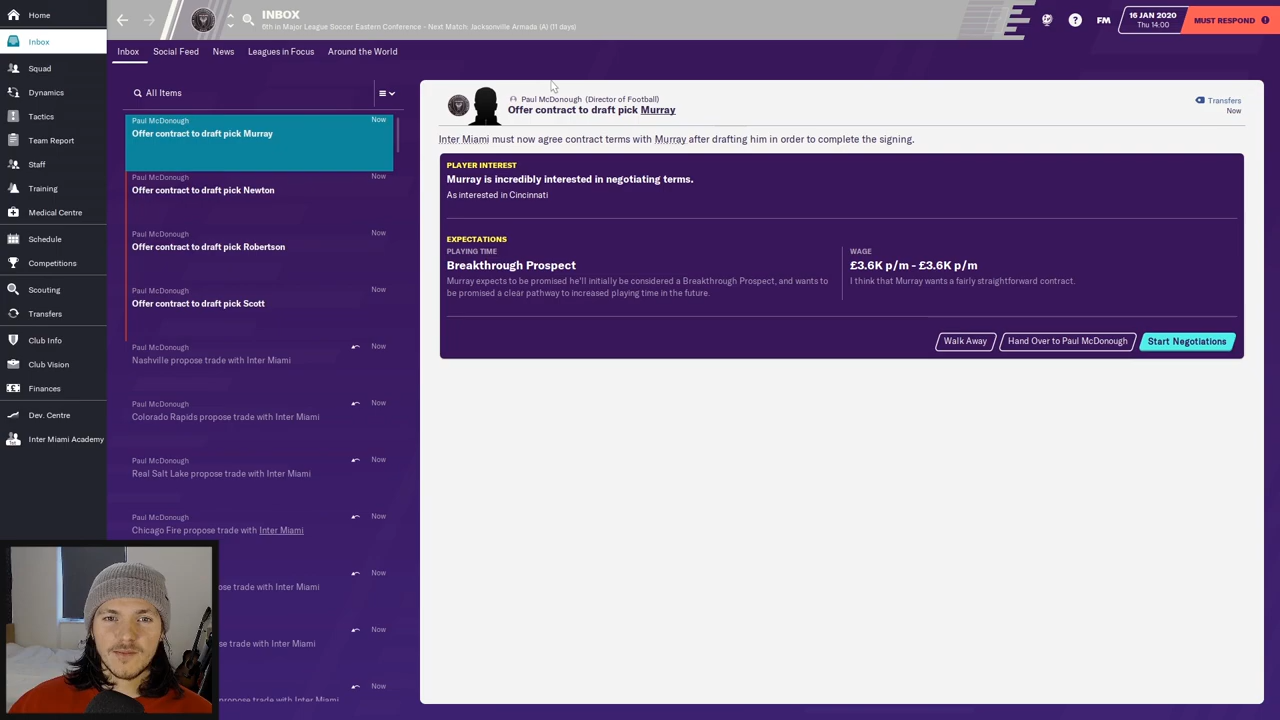 Home
Inbox
Squad
Dynamics
Tactics
Team Report
Staff
Training
Medical Centre
Schedule
Competitions
Scouting
Transfers
Club Info
Club Vision
Finances
Dev. Centre
Inter Miami Academy
INBOX
8th in Major League Soccer Eastern Conference - Next Match: Jacksonville Armada (A) (11 days)
FM
16 JAN 2020
Thu 14:00
MUST RESPOND
Inbox
Social Feed
News
Leagues in Focus
Around the World
All Items
Paul McDonough Now
Offer contract to draft pick Murray
Paul McDonough Now
Offer contract to draft pick Newton
Paul McDonough Now
Offer contract to draft pick Robertson
Paul McDonough Now
Offer contract to draft pick Scott
Paul McDonough Now
Nashville propose trade with Inter Miami
Paul McDonough Now
Colorado Rapids propose trade with Inter Miami
Paul McDonough Now
Real Salt Lake propose trade with Inter Miami
Paul McDonough Now
Chicago Fire propose trade with Inter Miami
Now
trade with Inter Miami
Now
trade with Inter Miami
Now
propose trade with Inter Miami
Paul McDonough (Director of Football)
Offer contract to draft pick Murray
Transfers
Now
Inter Miami must now agree contract terms with Murray after drafting him in order to complete the signing.
PLAYER INTEREST
Murray is incredibly interested in negotiating terms.
As interested in Cincinnati
EXPECTATIONS
PLAYING TIME
Breakthrough Prospect
Murray expects to be promised he'll initially be considered a Breakthrough Prospect, and wants to
be promised a clear pathway to increased playing time in the future.
WAGE
£3.6K p/m - £3.6K p/m
I think that Murray wants a fairly straightforward contract.
Walk Away
Hand Over to Paul McDonough
Start Negotiations